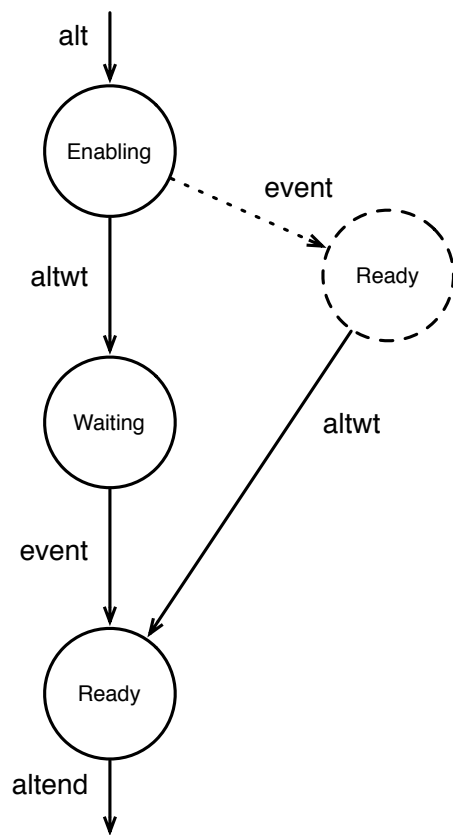 alt
Enabling
event
altwt
Ready
Waiting
altwt
event
Ready
altend